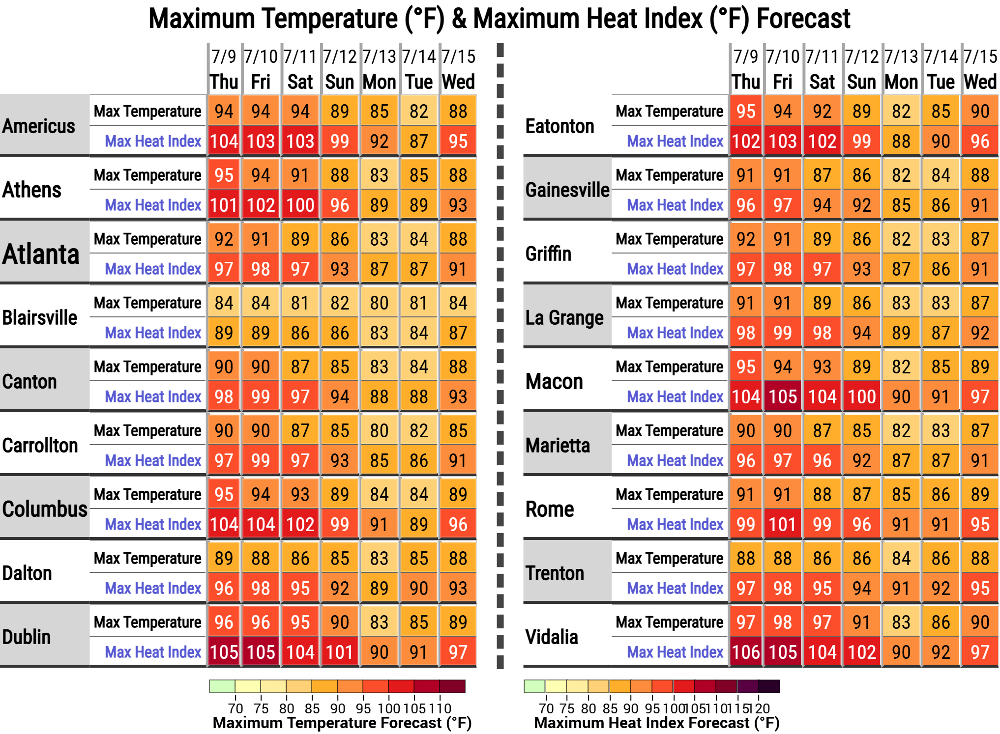 Maximum Temperature (°F) & Maximum Heat Index (°F) Forecast
7/9 7/10 7/11 7/12 7/13 7/14 7/15
Thu Fri Sat Sun Mon Tue Wed
Americus
Max Temperature 94 94 94 89 85 82 88
Max Heat Index 104 103 103 99 92 87 95
Athens
Max Temperature 95 94 91 88 83 85 88
Max Heat Index 101 102 100 96 89 89 93
Atlanta
Max Temperature 92 91 89 86 83 84 88
Max Heat Index 97 98 97 93 87 87 91
Blairsville
Max Temperature 84 84 81 82 80 81 84
Max Heat Index 89 89 86 86 83 84 87
Canton
Max Temperature 90 90 87 85 83 84 88
Max Heat Index 98 99 97 94 88 88 93
Carrollton
Max Temperature 90 90 87 85 80 82 85
Max Heat Index 97 99 97 93 85 86 91
Columbus
Max Temperature 95 94 93 89 84 84 89
Max Heat Index 104 104 102 99 91 89 96
Dalton
Max Temperature 89 88 86 85 83 85 88
Max Heat Index 96 98 95 92 89 90 93
Dublin
Max Temperature 96 96 95 90 83 85 89
Max Heat Index 105 105 104 101 90 91 97
70 75 80 85 90 95 100 105 110
Maximum Temperature Forecast (°F)
7/9 7/10 7/11 7/12 7/13 7/14 7/15
Thu Fri Sat Sun Mon Tue Wed
Eatonton
Max Temperature 95 94 92 89 82 85 90
Max Heat Index 102 103 102 99 88 90 96
Gainesville
Max Temperature 91 91 87 86 82 84 88
Max Heat Index 96 97 94 92 85 86 91
Griffin
Max Temperature 92 91 89 86 82 83 87
Max Heat Index 97 98 97 93 87 86 91
La Grange
Max Temperature 91 91 89 86 83 83 87
Max Heat Index 98 99 98 94 89 87 92
Macon
Max Temperature 95 94 93 89 82 85 89
Max Heat Index 104 105 104 100 90 91 97
Marietta
Max Temperature 90 90 87 85 82 83 87
Max Heat Index 96 97 96 92 87 87 91
Rome
Max Temperature 91 91 88 87 85 86 89
Max Heat Index 99 101 99 96 91 91 95
Trenton
Max Temperature 88 88 86 86 84 86 88
Max Heat Index 97 98 95 94 91 92 95
Vidalia
Max Temperature 97 98 97 91 83 86 90
Max Heat Index 106 105 104 102 90 92 97
70 75 80 85 90 95 100 105 110 115 120
Maximum Heat Index Forecast (°F)